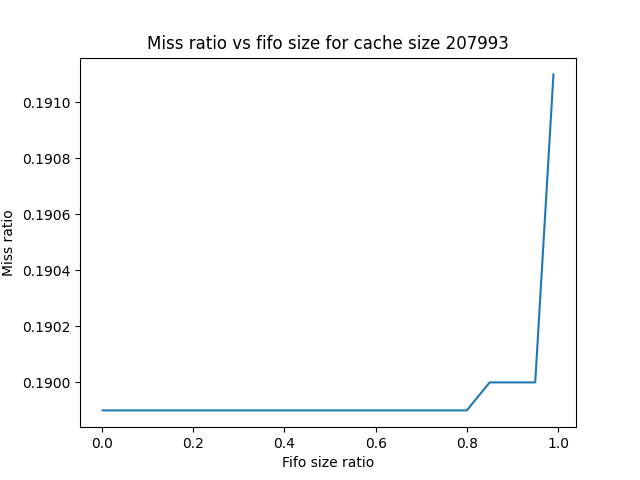 Miss ratio vs fifo size for cache size 207993
0.1910
0.1908
0.1906
0.1904
0.1902
0.1900
Miss ratio
0.0 0.2 0.4 0.6 0.8 1.0
Fifo size ratio